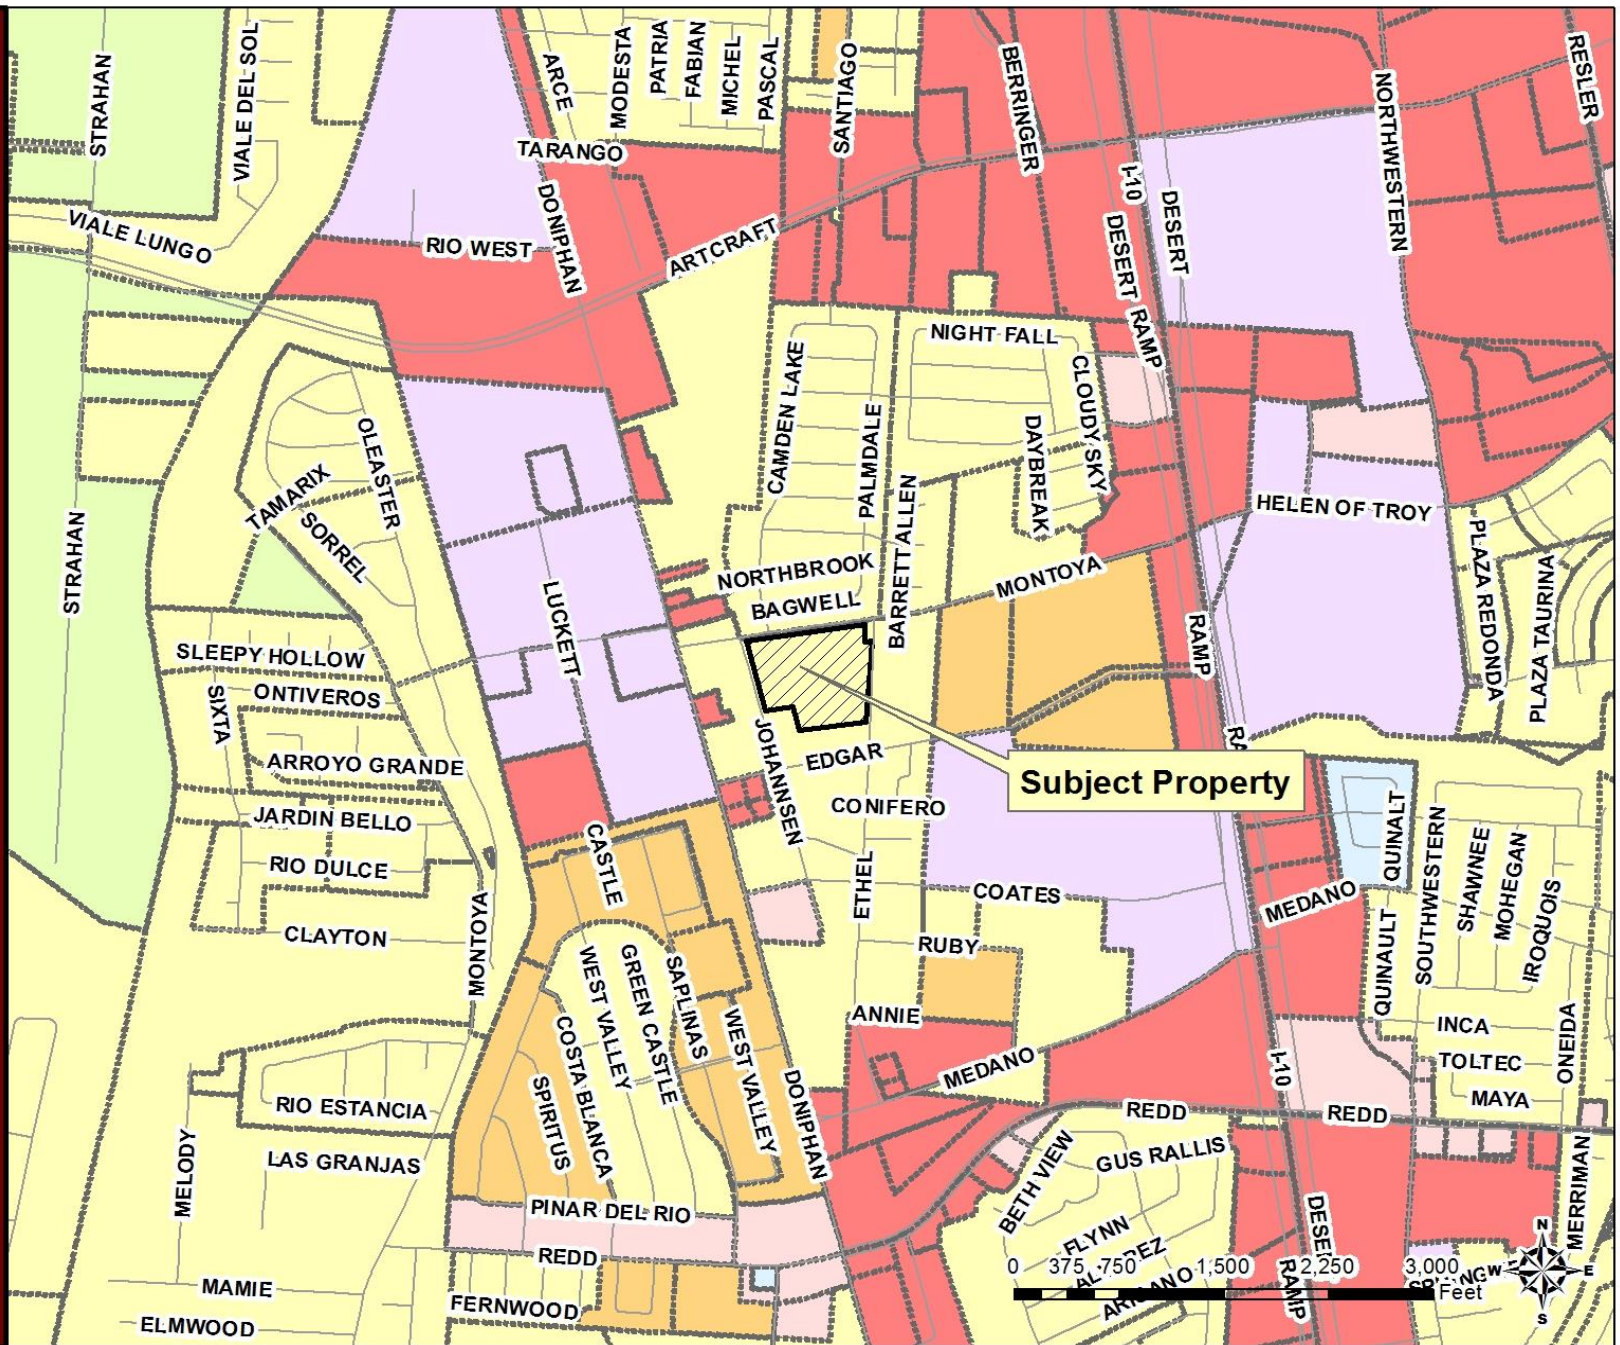 STRAHAN
VIALE DEL SOL
ARCE
MODESTA
PATRIA
FABIAN
MICHEL
PASCAL
SANTIAGO
BERRINGER
NORTHWESTERN
RESLER
TARANGO
DONIPHAN
I-10
DESERT
DESERT
VIALE LUNGO
RIO WEST
ARTCRAFT
RAMP
NIGHT FALL
CAMDEN LAKE
PALMDALE
CLOUDY SKY
DAYBREAK
OLEASTER
TAMARIX
SORREL
BARRETT ALLEN
HELEN OF TROY
STRAHAN
NORTHBROOK
MONTOYA
BAGWELL
LUCKETT
RAMP
PLAZA REDONDA
PLAZA TAURINA
SLEEPY HOLLOW
ONTIVEROS
SIXTA
JOHANNSEN
EDGAR
ARROYO GRANDE
Subject Property
CONIFERO
JARDIN BELLO
CASTLE
QUINALT
SOUTHWESTERN
SHAWNEE
MOHEGAN
IROQUOIS
RIO DULCE
ETHEL
COATES
MEDANO
CLAYTON
MONTOYA
RUBY
WEST VALLEY
GREEN CASTLE
SAPLINAS
WEST VALLEY
QUINAULT
ANNIE
INCA
COSTA BLANCA
SPIRITUS
MEDANO
I-10
TOLTEC
ONEIDA
DONIPHAN
MAYA
RIO ESTANCIA
REDD
REDD
MELODY
LAS GRANJAS
BETH VIEW
GUS RALLIS
MERRIMAN
PINAR DEL RIO
FLYNN
REDD
N
W
E
S
0 375 750 1,500 2,250 3,000
Feet
RAMP
MAMIE
FERNWOOD
ELMWOOD